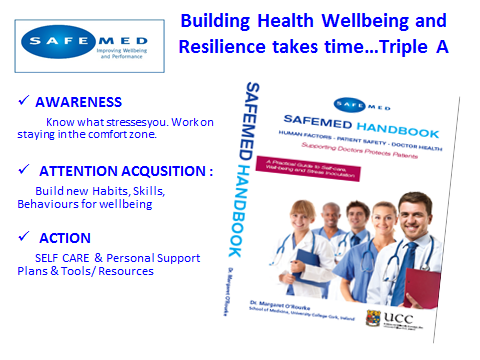 Building Health Wellbeing and
Resilience takes time...Triple A
SAFEMED
Improving Wellbeing
and Performance
✓ AWARENESS
Know what stressesyou. Work on
staying in the comfort zone.
✓ ATTENTION ACQUSITION :
Build new Habits, Skills,
Behaviours for wellbeing
✓ ACTION
SELF CARE & Personal Support
Plans & Tools/ Resources
SAFEMED HANDBOOK
Dr. Margaret O'Rourke
SAFEMED
SAFEMED HANDBOOK
HUMAN FACTORS - PATIENT SAFETY - DOCTOR HEALTH
Supporting Doctors Protects Patients
A Practical Guide to Self-care,
Well-being and Stress Inoculation
Dr. Margaret O'Rourke
School of Medicine, University College Cork, Ireland
UCC